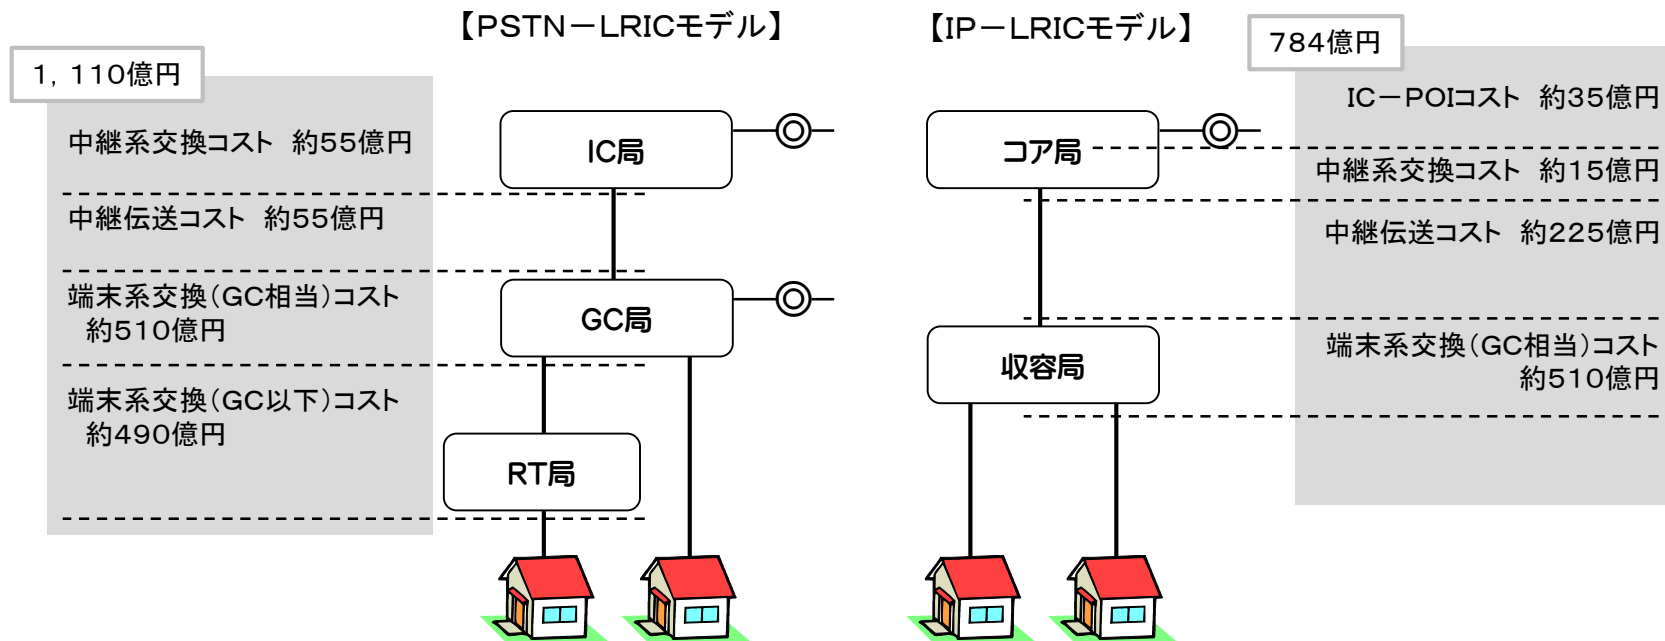 【PSTN－LRICモデル】
1，110億円
中継系交換コスト　約55億円
中継伝送コスト　約55億円
端末系交換（GC相当）コスト
約510億円
端末系交換（GC以下）コスト
約490億円
IC局
GC局
RT局
【IP－LRICモデル】
784億円
コア局
収容局
IC－POIコスト　約35億円
中継系交換コスト　約15億円
中継伝送コスト　約225億円
端末系交換（GC相当）コスト
約510億円